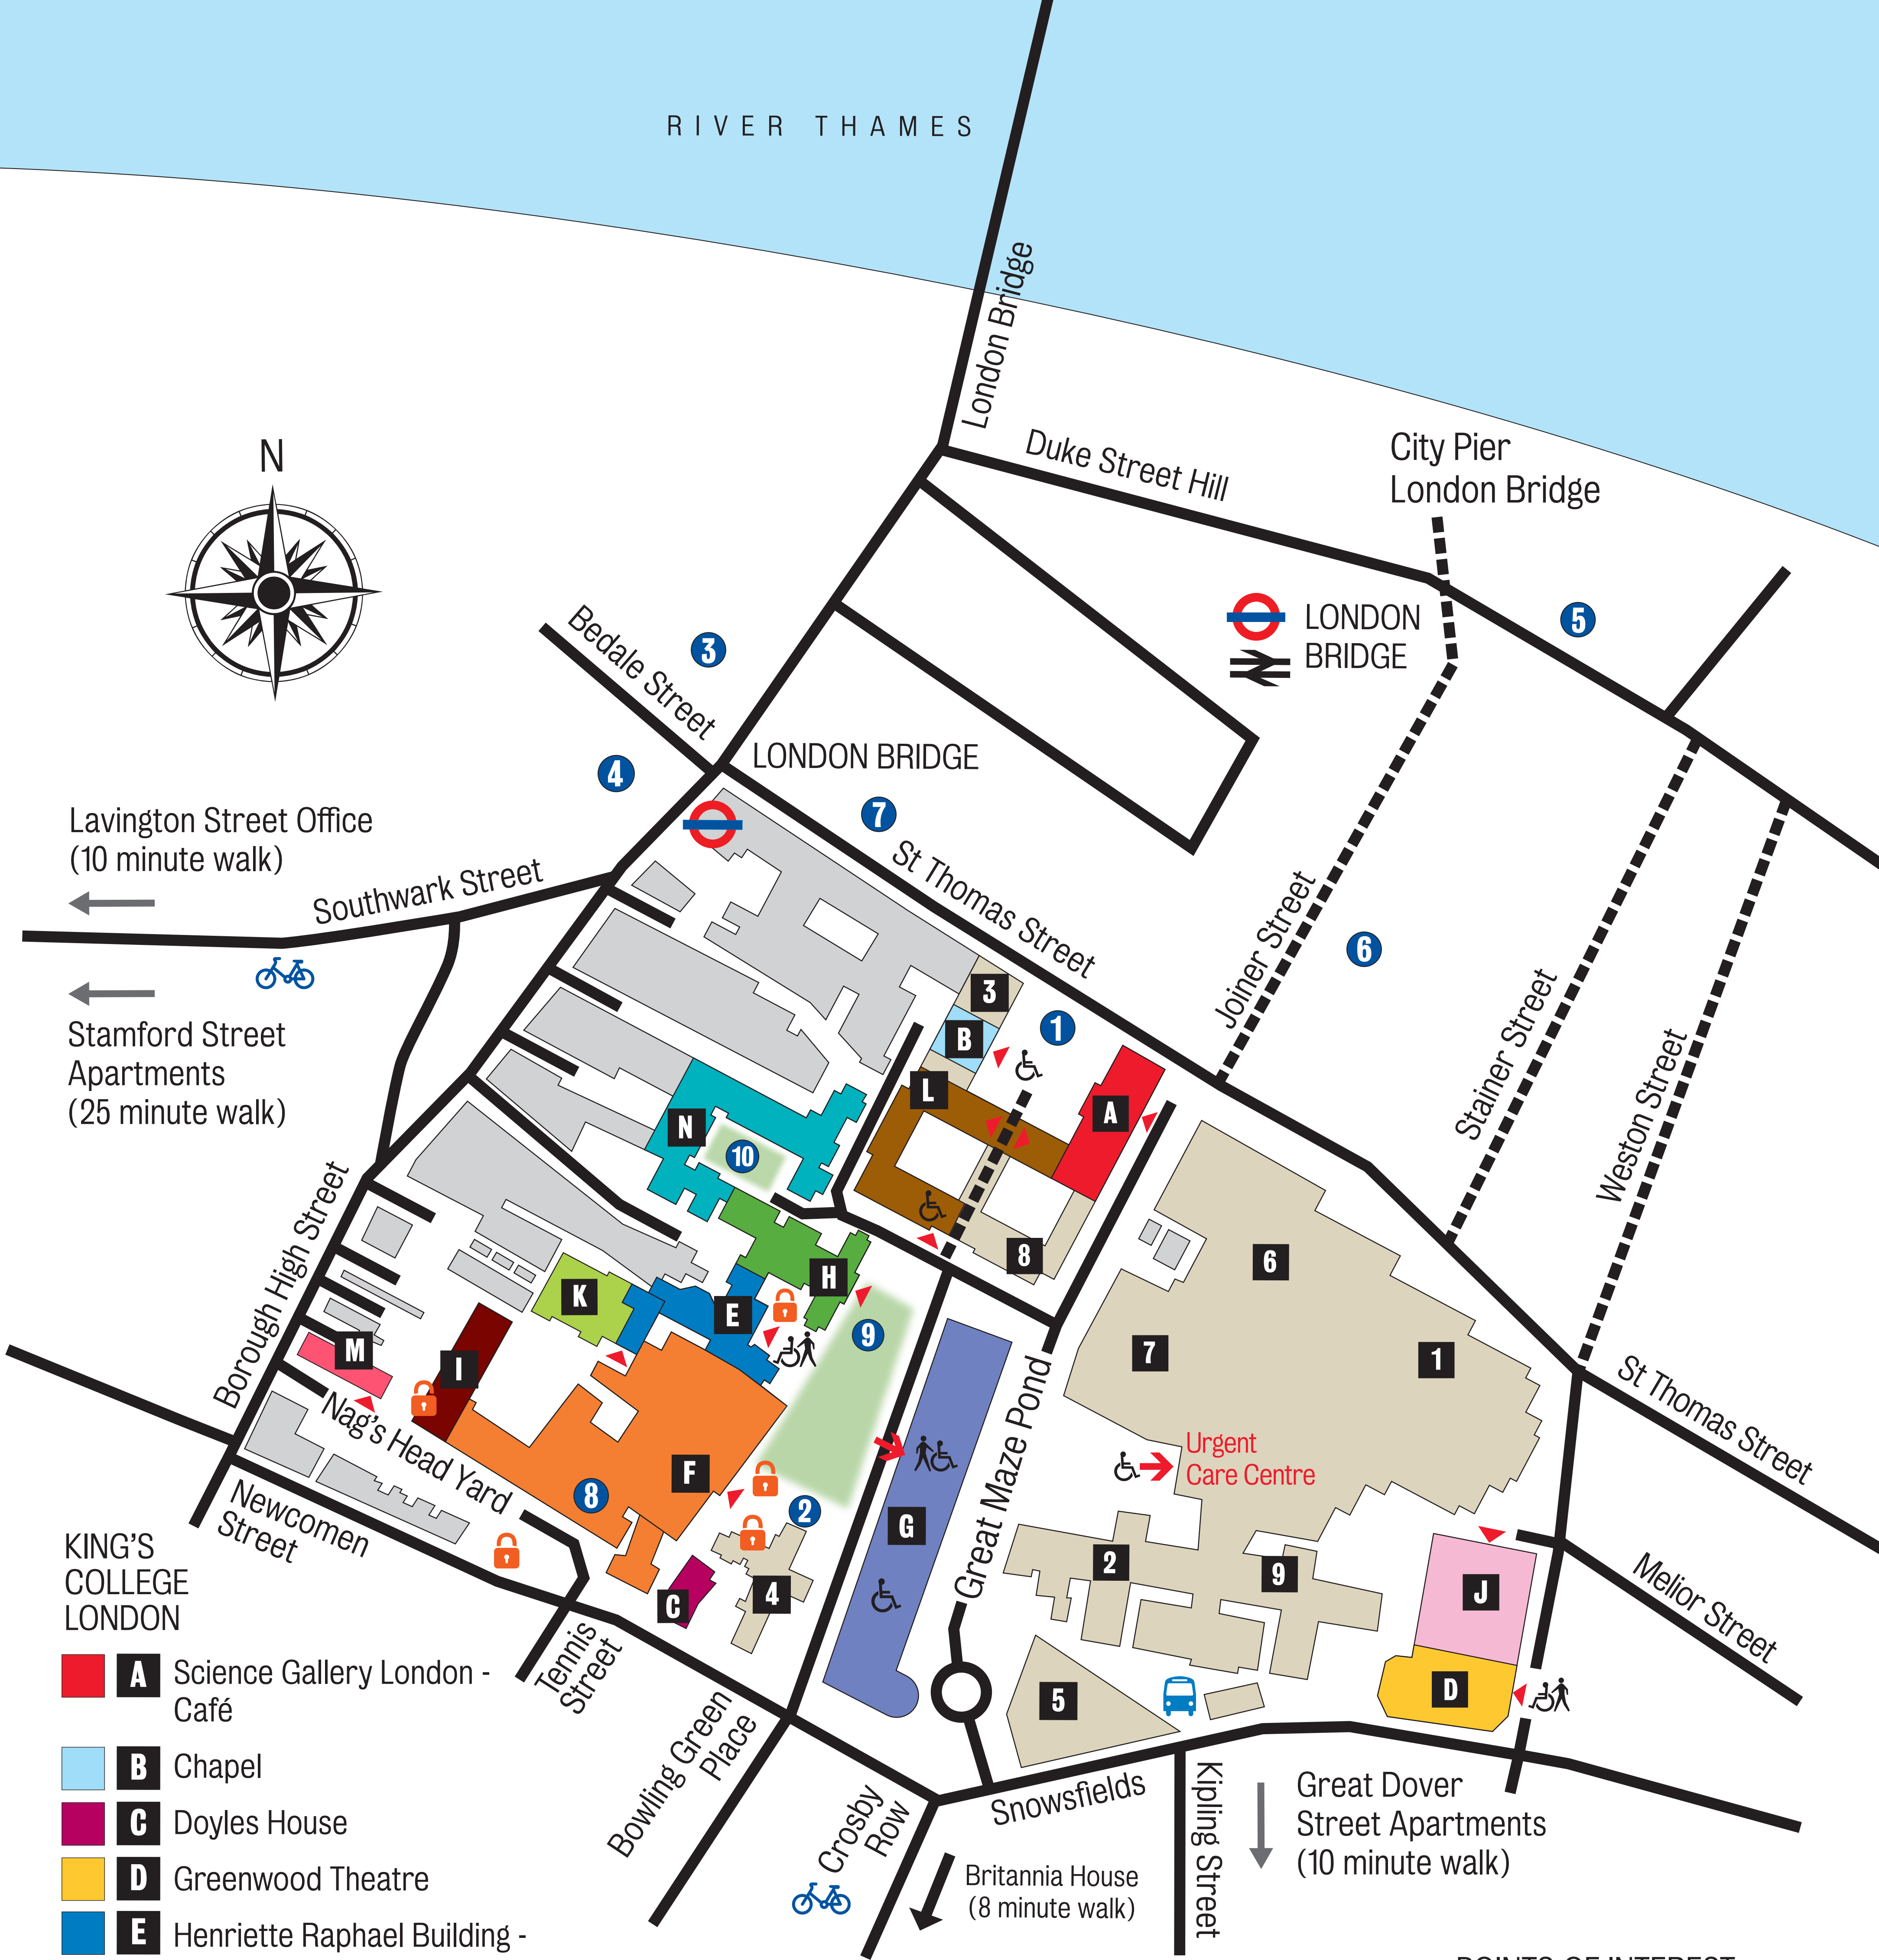 RIVER THAMES
London Bridge
Duke Street Hill
City Pier
London Bridge
N
LONDON
BRIDGE
5
Bedale Street
3
LONDON BRIDGE
4
7
St Thomas Street
Lavington Street Office
(10 minute walk)
Southwark Street
Joiner Street
6
Stainer Street
Weston Street
Stamford Street
Apartments
(25 minute walk)
3
B
1
L
A
N
10
Borough High Street
H
8
6
K
E
9
M
I
7
1
Nag's Head Yard
Great Maze Pond
St Thomas Street
Urgent
Care Centre
F
8
2
G
Newcomen
Street
KING'S
COLLEGE
LONDON
C
4
2
9
J
Melior Street
Tennis
Street
5
D
A
Science Gallery London -
Café
B
Chapel
C
Doyles House
D
Greenwood Theatre
E
Henriette Raphael Building -
Bowling Green
Place
Crosby
Row
Snowsfields
Kipling Street
Great Dover
Street Apartments
(10 minute walk)
Britannia House
(8 minute walk)
POINTS OF INTEREST